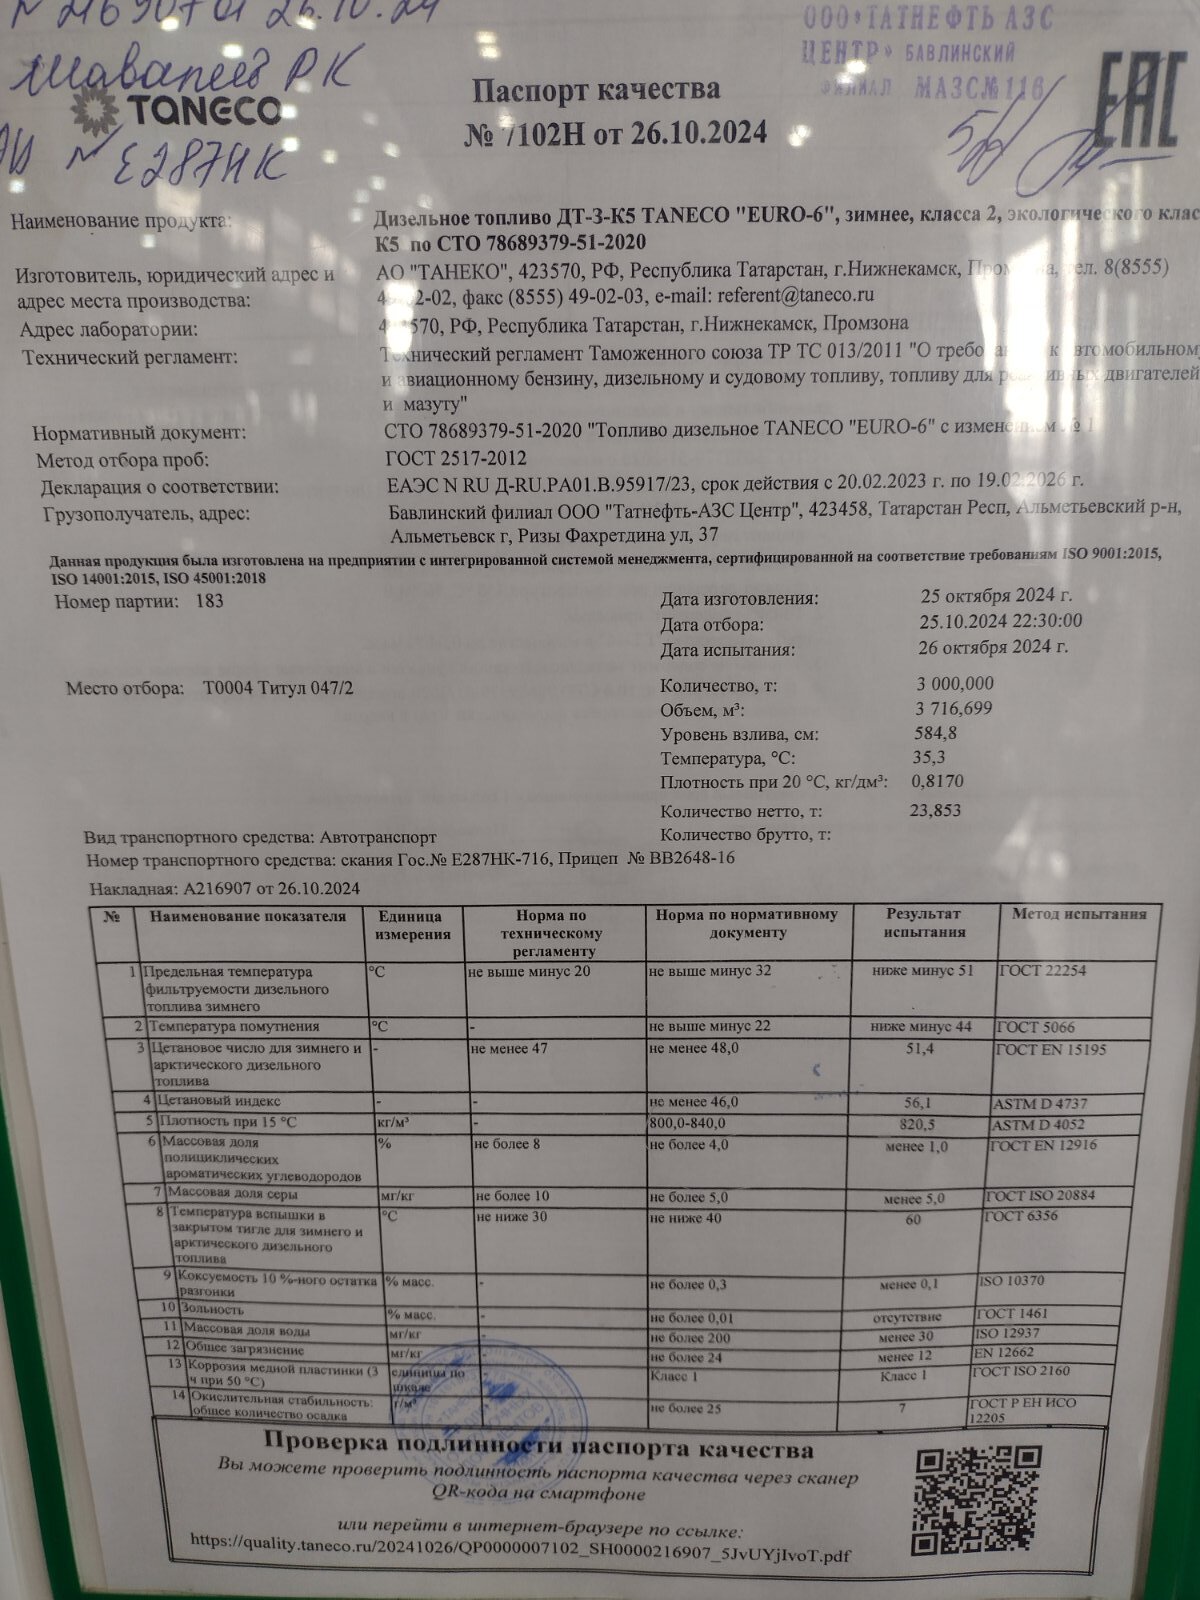 № 216907 от 26.10.24
ООО "ТАТНЕФТЬ АЗС
ЦЕНТР" БАВЛИНСКИЙ
ФИЛИАЛ МАЗС№116
РК
TANECO
№ Е287НК
Паспорт качества
№ 7102Н от 26.10.2024
EAC
Наименование продукта: Дизельное топливо ДТ-З-К5 TANECO "EURO-6", зимнее, класса 2, экологического клас
К5 по СТО 78689379-51-2020
Изготовитель, юридический адрес и адрес места производства: АО "ТАНЕКО", 423570, РФ, Республика Татарстан, г.Нижнекамск, тел. 8(8555)
факс (8555) 49-02-03, e-mail: referent@taneco.ru
Адрес лаборатории: РФ, Республика Татарстан, г.Нижнекамск, Промзона
Технический регламент: Технический регламент Таможенного союза ТР ТС 013/2011 "О к автомобильному
и авиационному бензину, дизельному и судовому топливу, топливу для реактивных двигателей
и мазуту"
Нормативный документ: СТО 78689379-51-2020 "Топливо дизельное TANECO "EURO-6" с изменением № 1
Метод отбора проб: ГОСТ 2517-2012
Декларация о соответствии: ЕАЭС N RU Д-RU.РА01.В.95917/23, срок действия с 20.02.2023 г. по 19.02.2026 г.
Грузополучатель, адрес: Бавлинский филиал ООО "Татнефть-АЗС Центр", 423458, Татарстан Респ, Альметьевский р-н,
Альметьевск г, Ризы Фахретдина ул, 37
Данная продукция была изготовлена на предприятии с интегрированной системой менеджмента, сертифицированной на соответствие требованиям ISO 9001:2015,
ISO 14001:2015, ISO 45001:2018
Номер партии: 183
Дата изготовления: 25 октября 2024 г.
Дата отбора: 25.10.2024 22:30:00
Дата испытания: 26 октября 2024 г.
Место отбора: Т0004 Титул 047/2
Количество, т: 3 000,000
Объем, м³: 3 716,699
Уровень взлива, см: 584,8
Температура, °С: 35,3
Плотность при 20 °С, кг/дм³: 0,8170
Количество нетто, т: 23,853
Количество брутто, т:
Вид транспортного средства: Автотранспорт
Номер транспортного средства: скания Гос.№ Е287НК-716, Прицеп № ВВ2648-16
Накладная: А216907 от 26.10.2024
№ Наименование показателя Единица измерения Норма по техническому регламенту Норма по нормативному документу Результат испытания Метод испытания
1 Предельная температура фильтруемости дизельного топлива зимнего °С не выше минус 20 не выше минус 32 ниже минус 51 ГОСТ 22254
2 Температура помутнения °С - не выше минус 22 ниже минус 44 ГОСТ 5066
3 Цетановое число для зимнего и арктического дизельного топлива - не менее 47 не менее 48,0 51,4 ГОСТ EN 15195
4 Цетановый индекс - - не менее 46,0 56,1 ASTM D 4737
5 Плотность при 15 °С кг/м³ - 800,0-840,0 820,5 ASTM D 4052
6 Массовая доля полициклических ароматических углеводородов % не более 8 не более 4,0 менее 1,0 ГОСТ EN 12916
7 Массовая доля серы мг/кг не более 10 не более 5,0 менее 5,0 ГОСТ ISO 20884
8 Температура вспышки в закрытом тигле для зимнего и арктического дизельного топлива °С не ниже 30 не ниже 40 60 ГОСТ 6356
9 Коксуемость 10 %-ного остатка разгонки % масс. - не более 0,3 менее 0,1 ISO 10370
10 Зольность % масс. - не более 0,01 отсутствие ГОСТ 1461
11 Массовая доля воды мг/кг - не более 200 менее 30 ISO 12937
12 Общее загрязнение мг/кг - не более 24 менее 12 EN 12662
13 Коррозия медной пластинки (3 ч при 50 °С) единицы по шкале - Класс 1 Класс 1 ГОСТ ISO 2160
14 Окислительная стабильность: общее количество осадка г/м³ не более 25 7 ГОСТ Р ЕН ИСО 12205
Проверка подлинности паспорта качества
Вы можете проверить подлинность паспорта качества через сканер
QR-кода на смартфоне
или перейти в интернет-браузере по ссылке:
https://quality.taneco.ru/20241026/QP0000007102_SH0000216907_5JvUYjIvoT.pdf